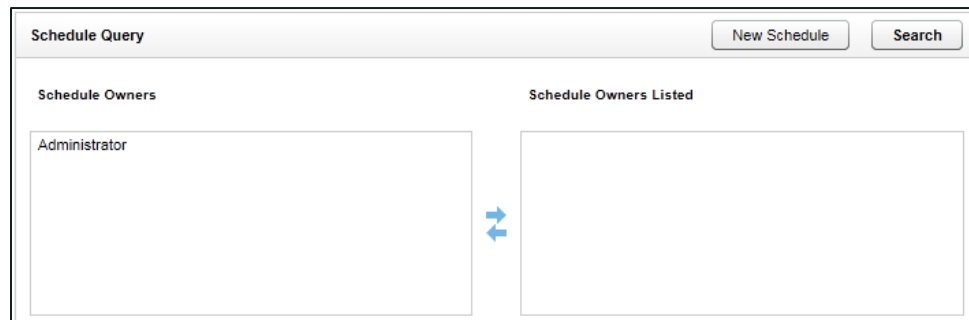 Schedule Query
New Schedule
Search
Schedule Owners
Schedule Owners Listed
Administrator